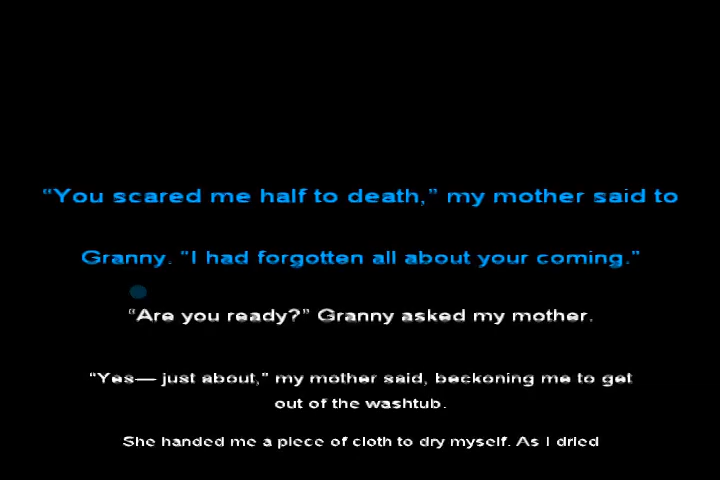 “You scared me half to death,” my mother said to
Granny. "I had forgotten all about your coming."
“Are you ready?” Granny asked my mother.
“Yes— just about,” my mother said, beckoning me to get
out of the washtub.
She handed me a piece of cloth to dry myself. As I dried